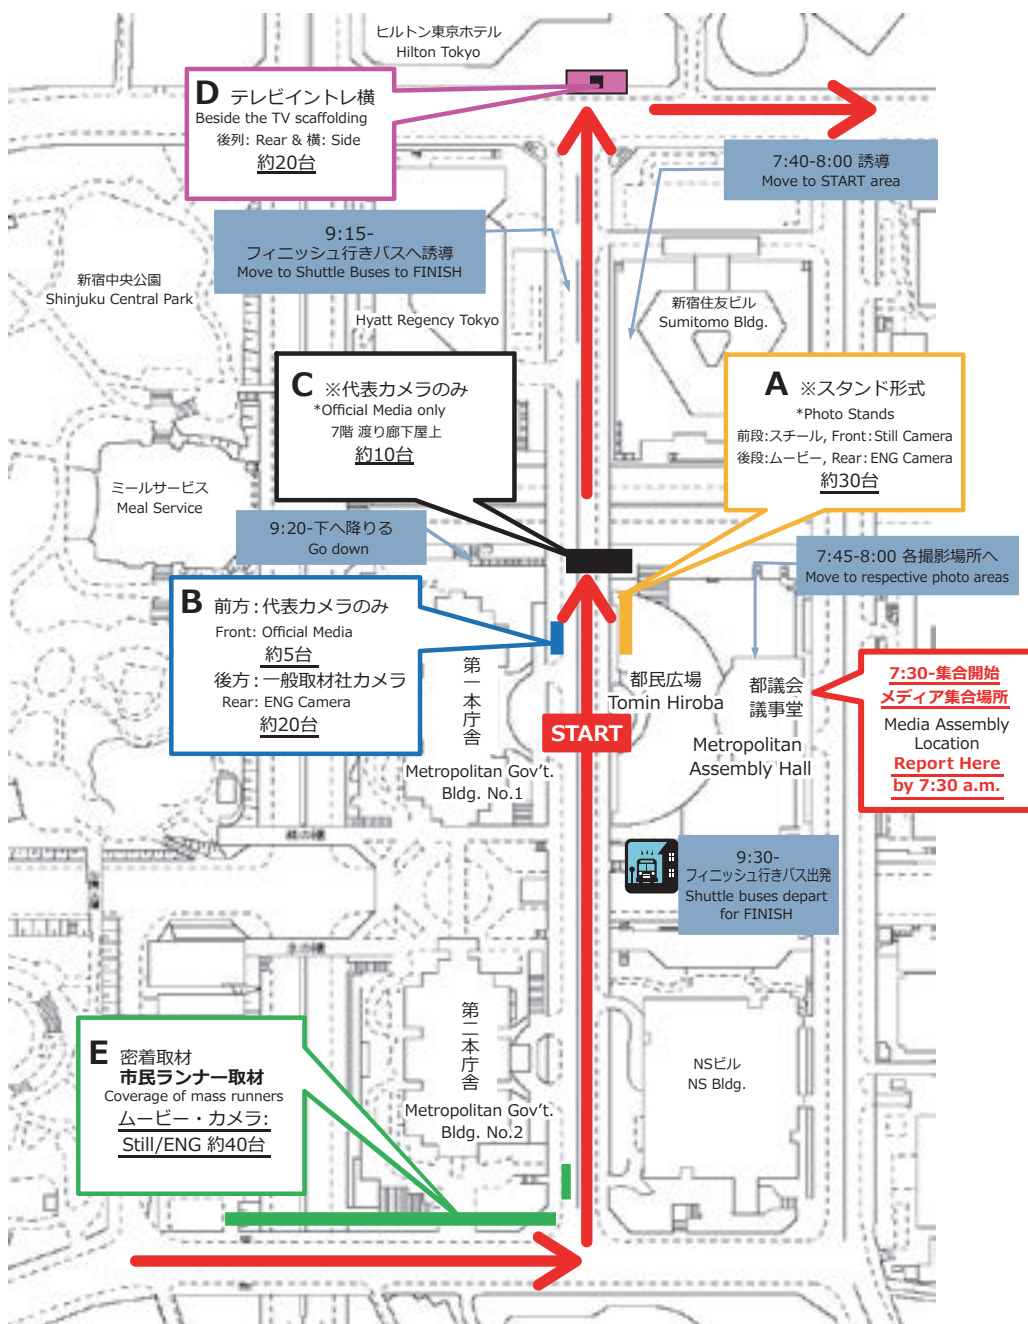 ヒルトン東京ホテル
Hilton Tokyo
D テレビイントレ横
Beside the TV scaffolding
後列: Rear & 横: Side
約20台
7:40-8:00 誘導
Move to START area
9:15-
フィニッシュ行きバスへ誘導
Move to Shuttle Buses to FINISH
新宿中央公園
Shinjuku Central Park
Hyatt Regency Tokyo
新宿住友ビル
Sumitomo Bldg.
C ※代表カメラのみ
*Official Media only
7階 渡り廊下屋上
約10台
A ※スタンド形式
*Photo Stands
前段:スチール, Front:Still Camera
後段:ムービー, Rear:ENG Camera
約30台
ミールサービス
Meal Service
9:20-下へ降りる
Go down
7:45-8:00 各撮影場所へ
Move to respective photo areas
B 前方:代表カメラのみ
Front: Official Media
約5台
後方:一般取材社カメラ
Rear: ENG Camera
約20台
第一本庁舎
Metropolitan Gov't.
Bldg. No.1
START
都民広場
Tomin Hiroba
都議会
議事堂
Metropolitan
Assembly Hall
7:30-集合開始
メディア集合場所
Media Assembly
Location
Report Here
by 7:30 a.m.
9:30-
フィニッシュ行きバス出発
Shuttle buses depart
for FINISH
E 密着取材
市民ランナー取材
Coverage of mass runners
ムービー・カメラ:
Still/ENG 約40台
第二本庁舎
Metropolitan Gov't.
Bldg. No.2
NSビル
NS Bldg.